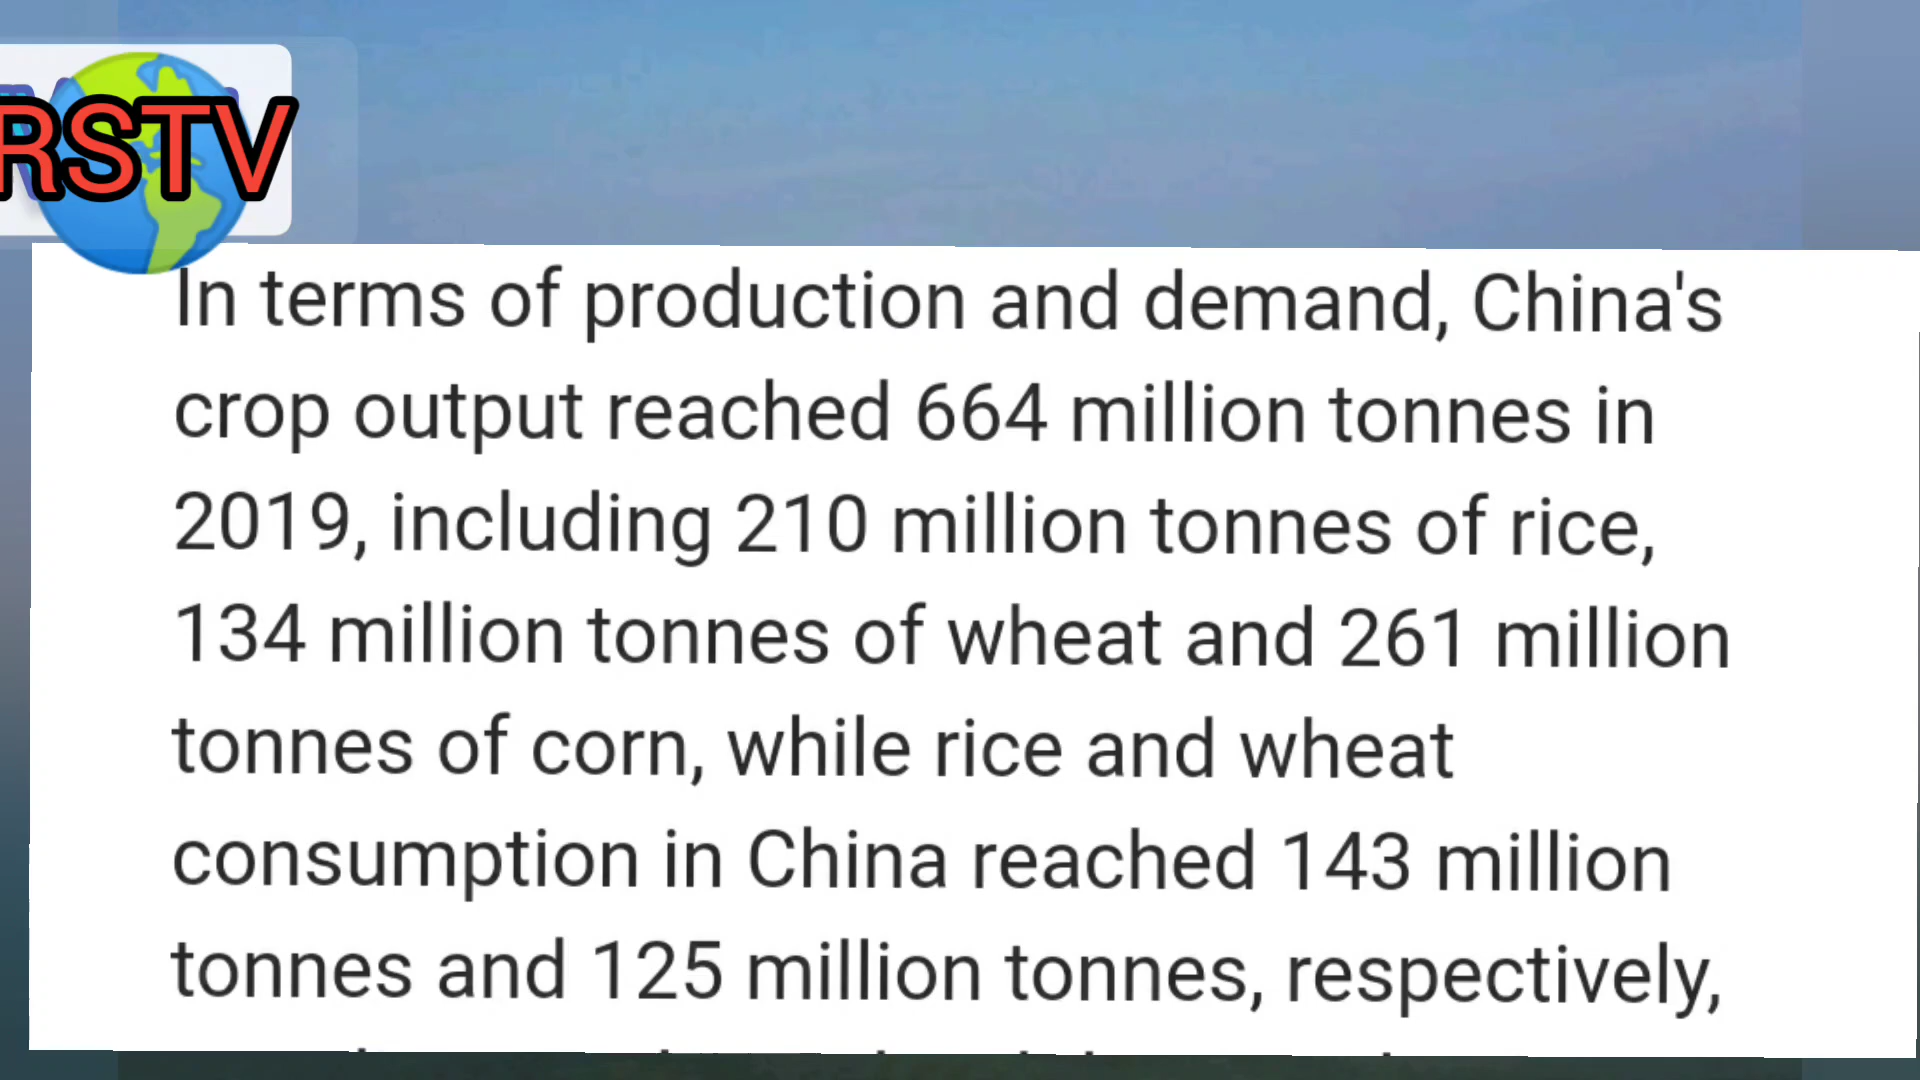 RSTV
In terms of production and demand, China's
crop output reached 664 million tonnes in
2019, including 210 million tonnes of rice,
134 million tonnes of wheat and 261 million
tonnes of corn, while rice and wheat
consumption in China reached 143 million
tonnes and 125 million tonnes, respectively,